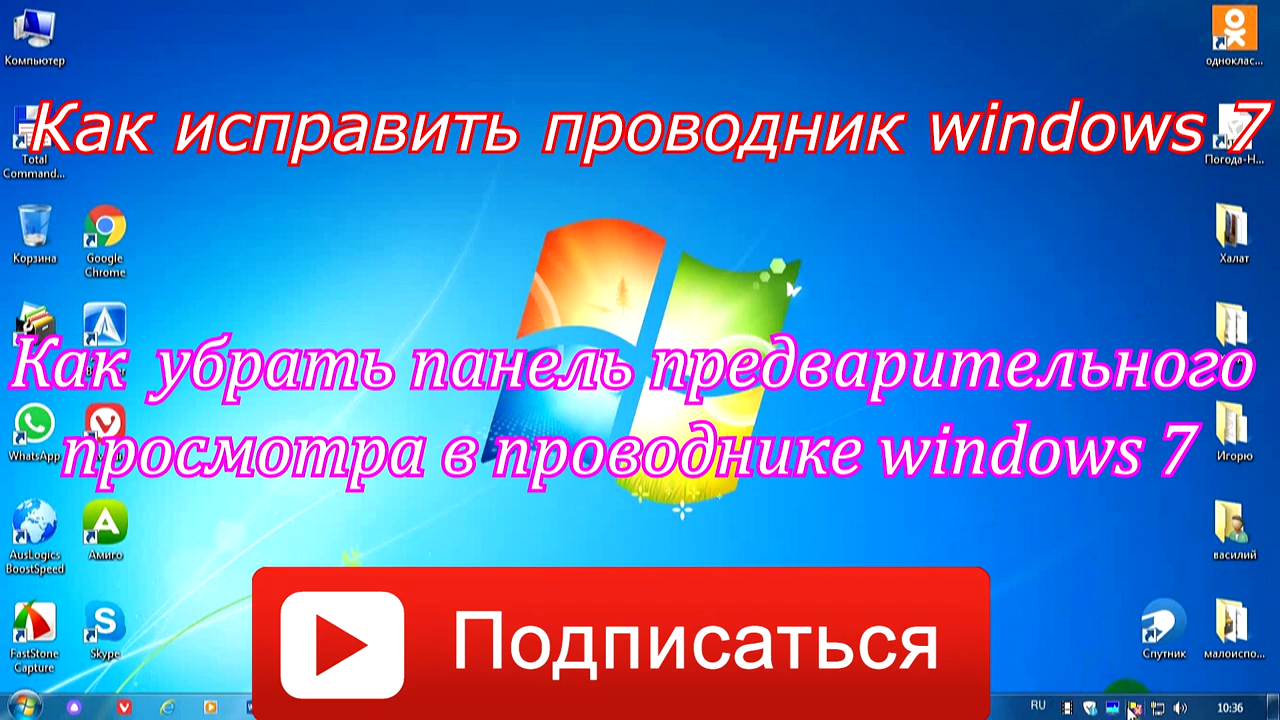 Компьютер
одноклас...
Как исправить проводник windows 7
Total
Command...
Погода-Н...
Корзина
Google
Chrome
Халат
Как убрать панель предварительного
просмотра в проводнике windows 7
WhatsApp
Игорю
AusLogics
BoostSpeed
Амиго
василий
Подписаться
FastStone
Capture
Skype
Спутник
малоиспо...
RU
10:36